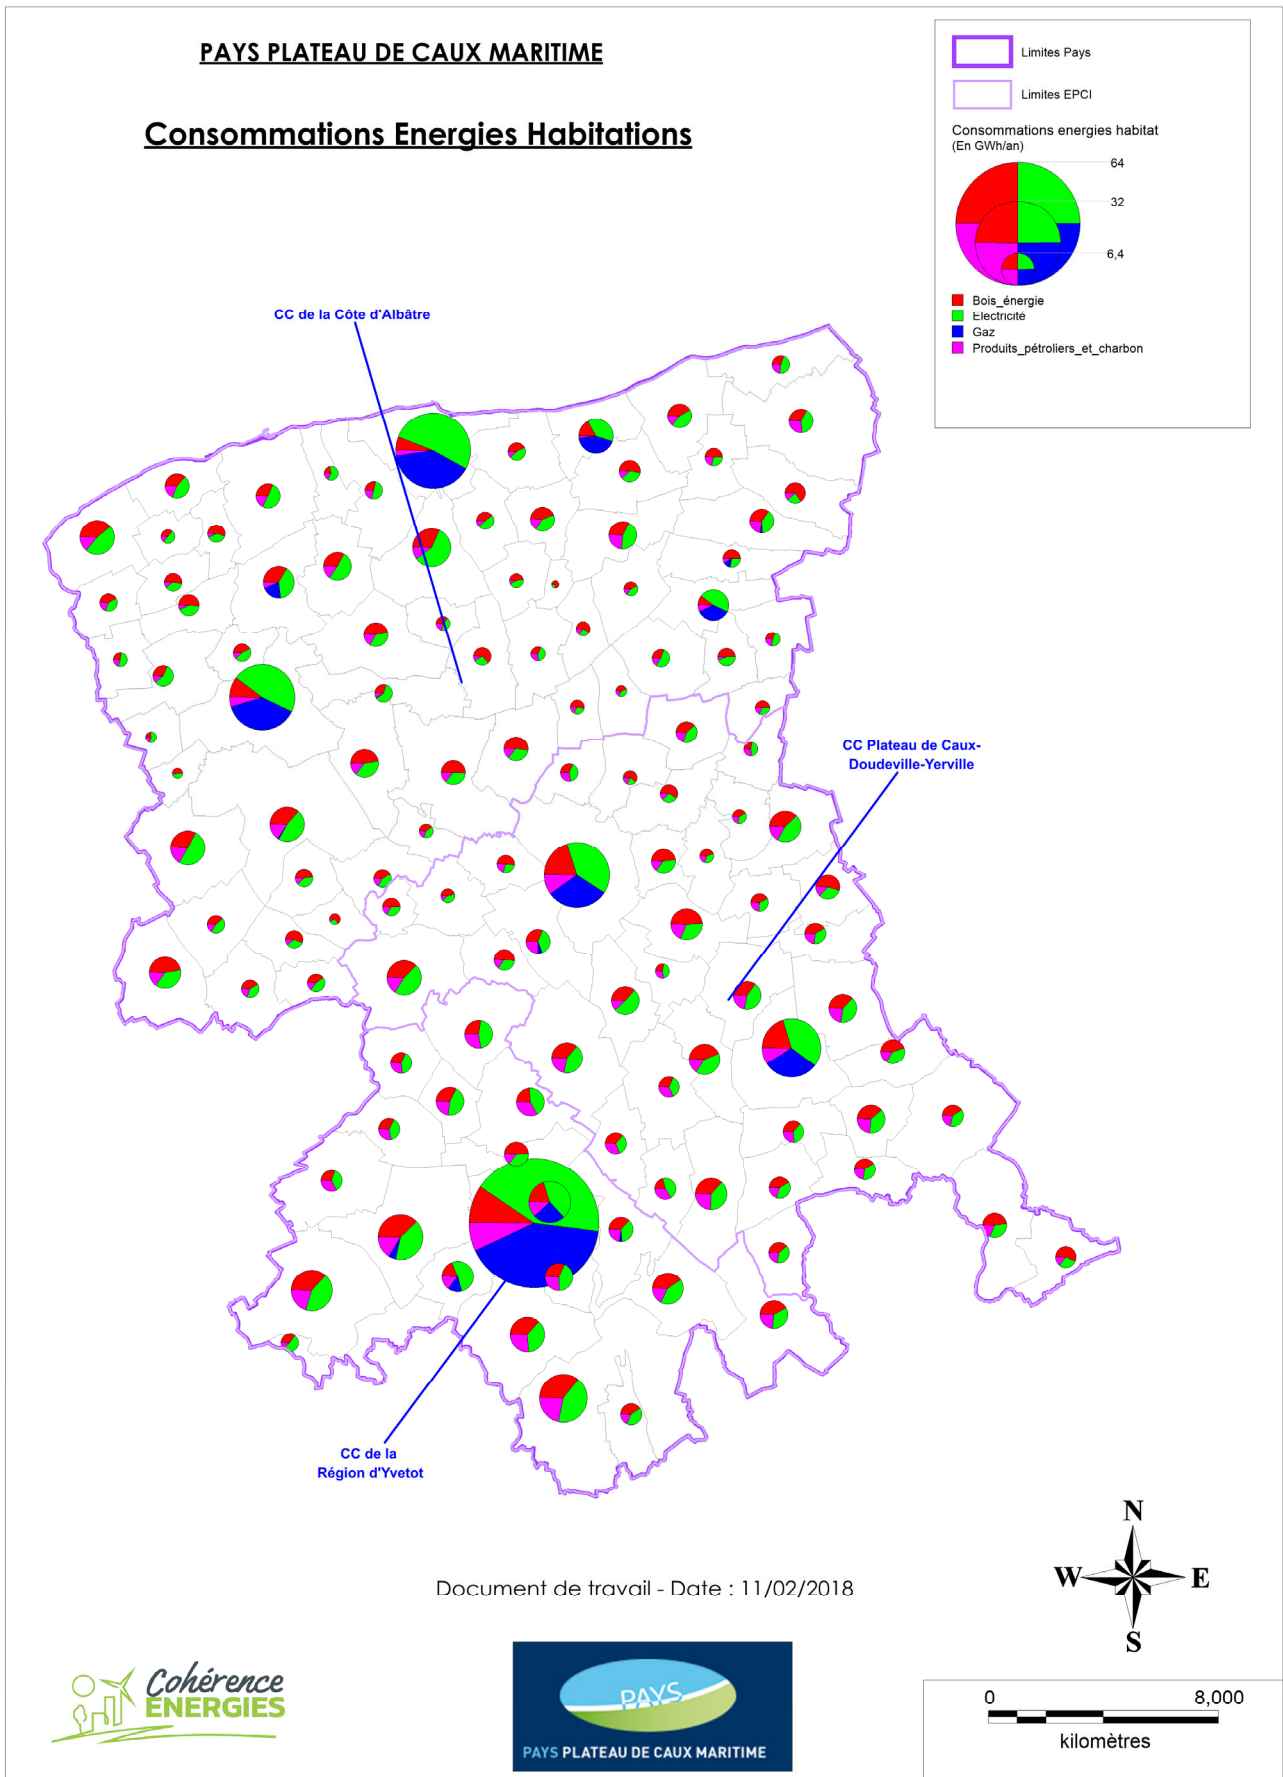 PAYS PLATEAU DE CAUX MARITIME
Consommations Energies Habitations
Limites Pays
Limites EPCI
Consommations energies habitat
(En GWh/an)
64
32
6,4
Bois_énergie
Electricité
Gaz
Produits_pétroliers_et_charbon
CC de la Côte d'Albâtre
CC Plateau de Caux-
Doudeville-Yerville
CC de la
Région d'Yvetot
N
W
E
S
Document de travail - Date : 11/02/2018
Cohérence
ENERGIES
PAYS
PAYS PLATEAU DE CAUX MARITIME
0
8,000
kilomètres